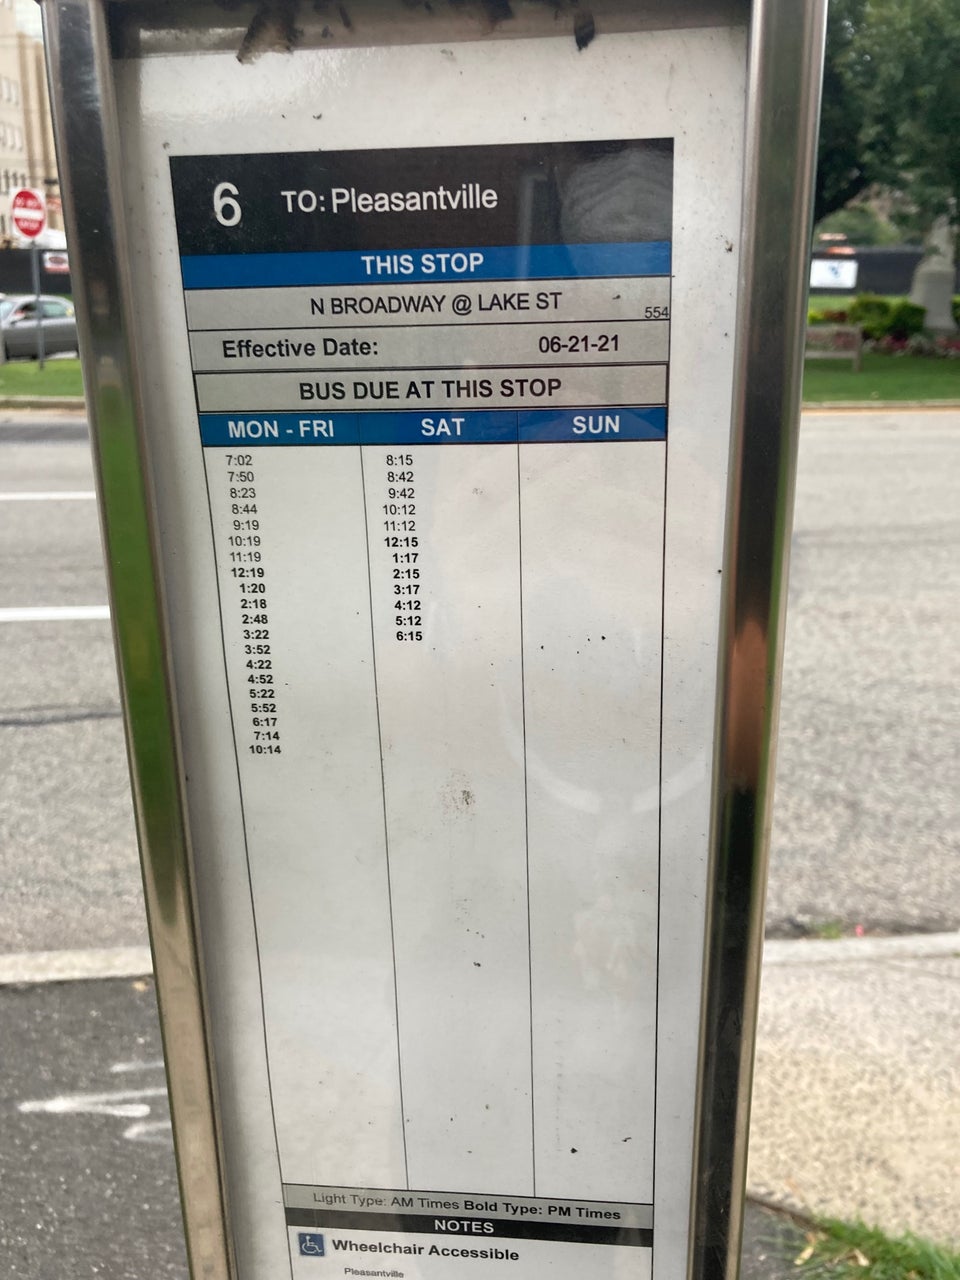 6 TO: Pleasantville
THIS STOP
N BROADWAY @ LAKE ST 554
Effective Date: 06-21-21
BUS DUE AT THIS STOP
MON - FRI SAT SUN
7:02 8:15
7:50 8:42
8:23 9:42
8:44 10:12
9:19 11:12
10:19 12:15
11:19 1:17
12:19 2:15
1:20 3:17
2:18 4:12
2:48 5:12
3:22 6:15
3:52
4:22
4:52
5:22
5:52
6:17
7:14
10:14
Light Type: AM Times Bold Type: PM Times
NOTES
Wheelchair Accessible
Pleasantville